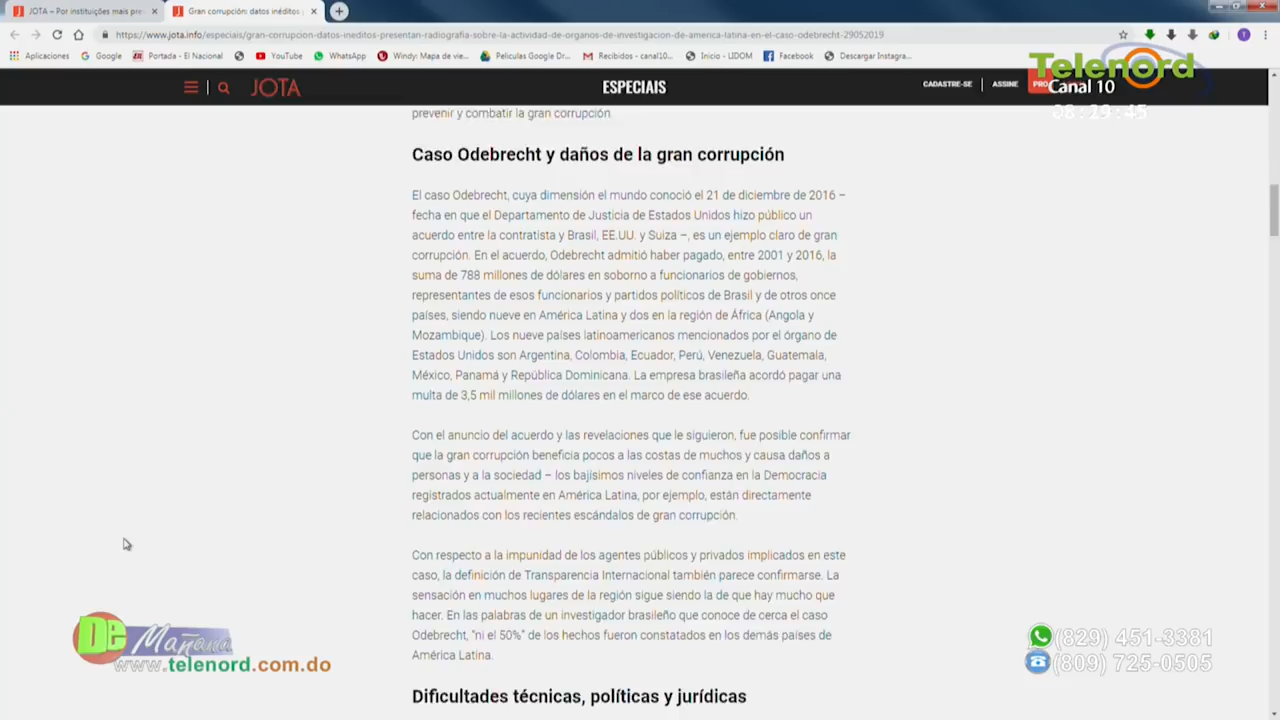 JOTA – Por instituições mais pre
Gran corrupción: datos inéditos
https://www.jota.info/especiais/gran-corrupcion-datos-ineditos-presentan-radiografia-sobre-la-actividad-de-organos-de-investigacion-de-america-latina-en-el-caso-odebrecht-29052019
Aplicaciones
Google
Portada - El Nacional
YouTube
WhatsApp
Windy: Mapa de vie...
Peliculas Google Dr...
Recibidos - canal10...
Inicio - LIDOM
Facebook
Descargar Instagra...
JOTA
ESPECIAIS
CADASTRE-SE
ASSINE
PRO
Telenord
Canal 10
08:29:45
prevenir y combatir la gran corrupción.
Caso Odebrecht y daños de la gran corrupción
El caso Odebrecht, cuya dimensión el mundo conoció el 21 de diciembre de 2016 –
fecha en que el Departamento de Justicia de Estados Unidos hizo público un
acuerdo entre la contratista y Brasil, EE.UU. y Suiza –, es un ejemplo claro de gran
corrupción. En el acuerdo, Odebrecht admitió haber pagado, entre 2001 y 2016, la
suma de 788 millones de dólares en soborno a funcionarios de gobiernos,
representantes de esos funcionarios y partidos políticos de Brasil y de otros once
países, siendo nueve en América Latina y dos en la región de África (Angola y
Mozambique). Los nueve países latinoamericanos mencionados por el órgano de
Estados Unidos son Argentina, Colombia, Ecuador, Perú, Venezuela, Guatemala,
México, Panamá y República Dominicana. La empresa brasileña acordó pagar una
multa de 3,5 mil millones de dólares en el marco de ese acuerdo.
Con el anuncio del acuerdo y las revelaciones que le siguieron, fue posible confirmar
que la gran corrupción beneficia pocos a las costas de muchos y causa daños a
personas y a la sociedad – los bajísimos niveles de confianza en la Democracia
registrados actualmente en América Latina, por ejemplo, están directamente
relacionados con los recientes escándalos de gran corrupción.
Con respecto a la impunidad de los agentes públicos y privados implicados en este
caso, la definición de Transparencia Internacional también parece confirmarse. La
sensación en muchos lugares de la región sigue siendo la de que hay mucho que
hacer. En las palabras de un investigador brasileño que conoce de cerca el caso
Odebrecht, "ni el 50%" de los hechos fueron constatados en los demás países de
América Latina.
Dificultades técnicas, políticas y jurídicas
De Mañana
www.telenord.com.do
(829) 451-3381
(809) 725-0505